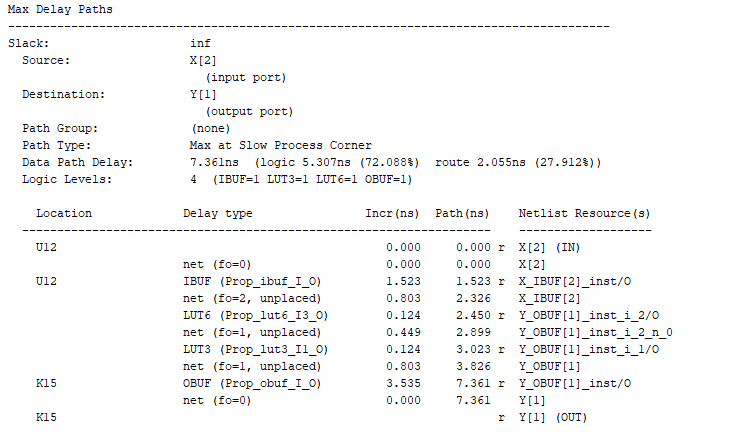 Max Delay Paths
--------------------------------------------------------------------------------------
Slack:                    inf
  Source:                 X[2]
                            (input port)
  Destination:            Y[1]
                            (output port)
  Path Group:             (none)
  Path Type:              Max at Slow Process Corner
  Data Path Delay:        7.361ns  (logic 5.307ns (72.088%)  route 2.055ns (27.912%))
  Logic Levels:           4  (IBUF=1 LUT3=1 LUT6=1 OBUF=1)
    Location             Delay type                Incr(ns)  Path(ns)    Netlist Resource(s)
  -------------------------------------------------------------------    -------------------
    U12                                               0.000     0.000 r  X[2] (IN)
                         net (fo=0)                   0.000     0.000    X[2]
    U12                  IBUF (Prop_ibuf_I_O)         1.523     1.523 r  X_IBUF[2]_inst/O
                         net (fo=2, unplaced)         0.803     2.326    X_IBUF[2]
                         LUT6 (Prop_lut6_I3_O)        0.124     2.450 r  Y_OBUF[1]_inst_i_2/O
                         net (fo=1, unplaced)         0.449     2.899    Y_OBUF[1]_inst_i_2_n_0
                         LUT3 (Prop_lut3_I1_O)        0.124     3.023 r  Y_OBUF[1]_inst_i_1/O
                         net (fo=1, unplaced)         0.803     3.826    Y_OBUF[1]
    K15                  OBUF (Prop_obuf_I_O)         3.535     7.361 r  Y_OBUF[1]_inst/O
                         net (fo=0)                   0.000     7.361    Y[1]
    K15                                                               r  Y[1] (OUT)